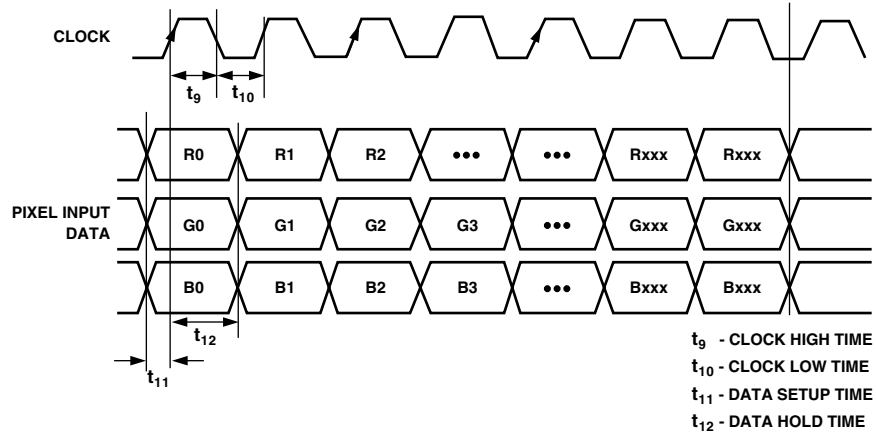 CLOCK
t9 t10
R0 R1 R2 ••• ••• Rxxx Rxxx
PIXEL INPUT
DATA
G0 G1 G2 G3 ••• Gxxx Gxxx
B0 B1 B2 B3 ••• Bxxx Bxxx
t12
t11
t9 - CLOCK HIGH TIME
t10 - CLOCK LOW TIME
t11 - DATA SETUP TIME
t12 - DATA HOLD TIME